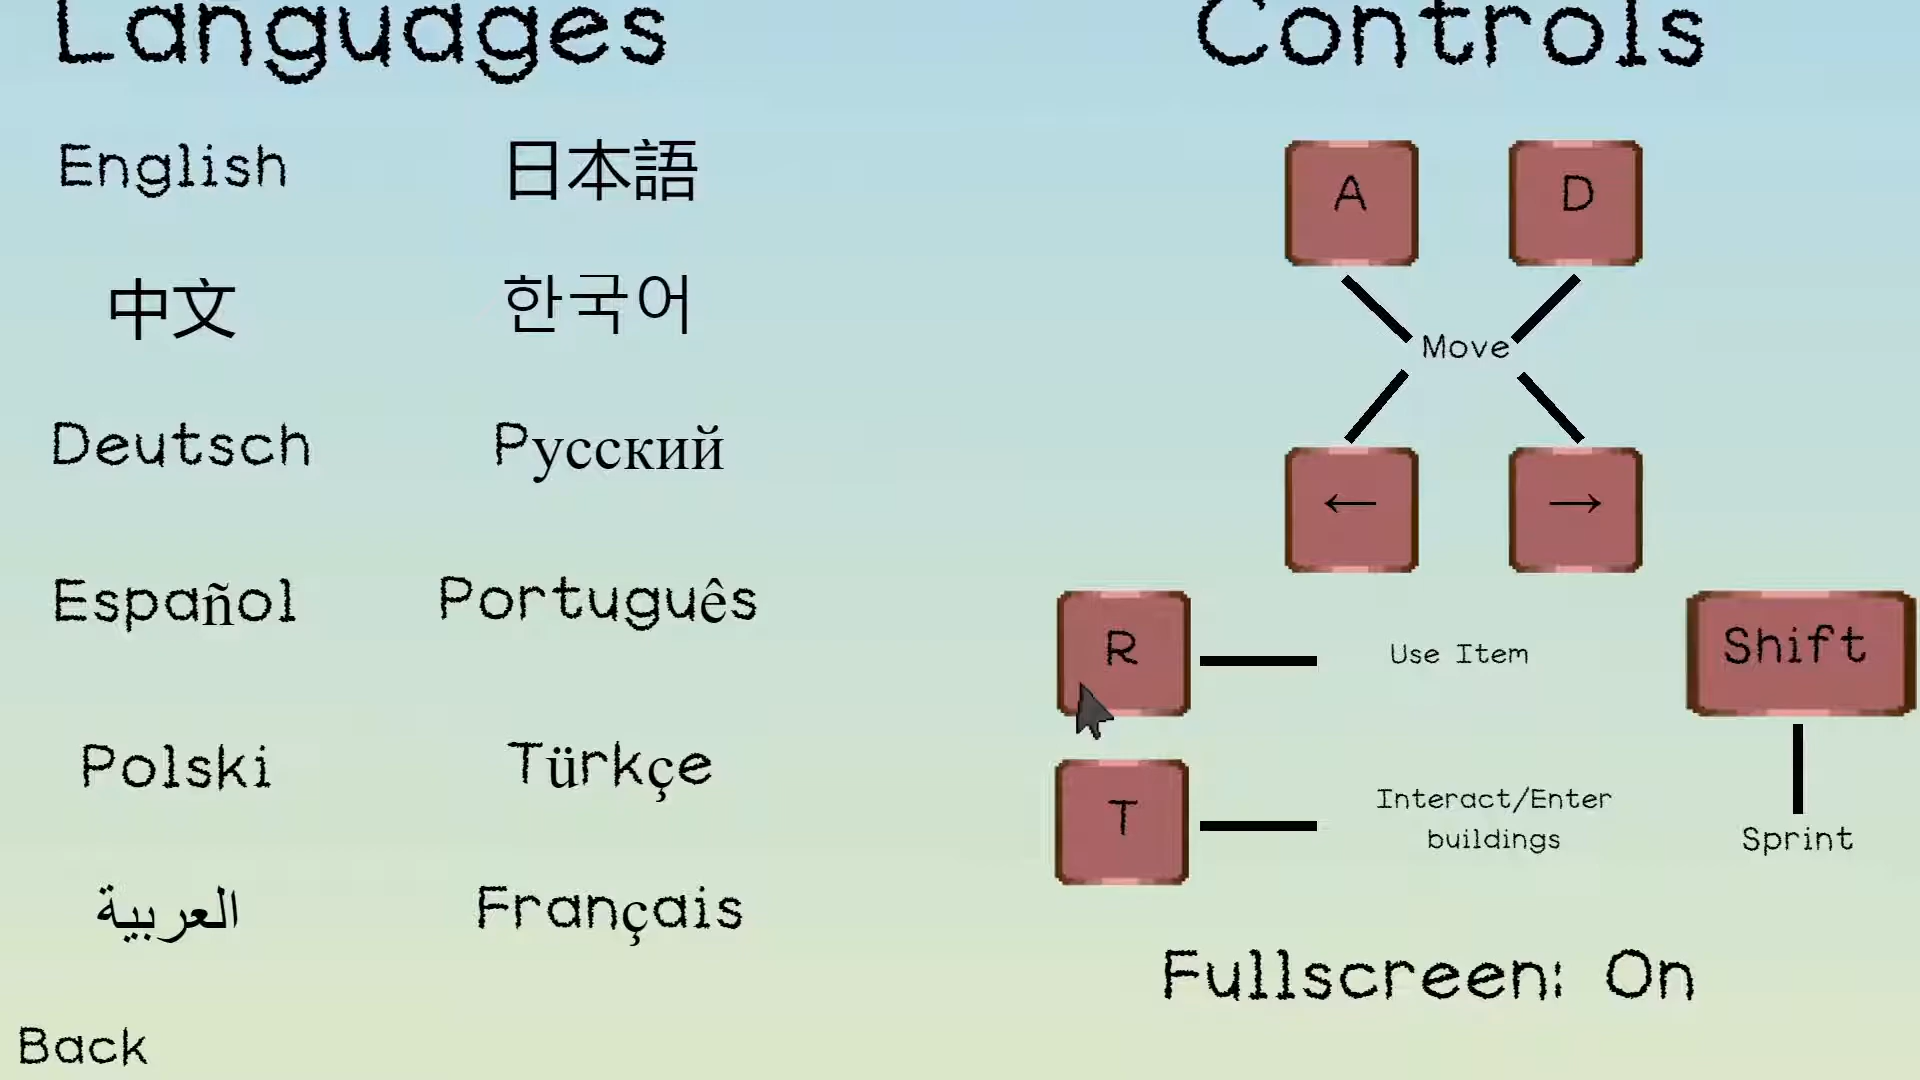 Languages
English
日本語
中文
한국어
Deutsch
Русский
Español
Português
Polski
Türkçe
العربية
Français
Back
Controls
A
D
Move
←
→
R
Use Item
Shift
T
Interact/Enter
buildings
Sprint
Fullscreen: On